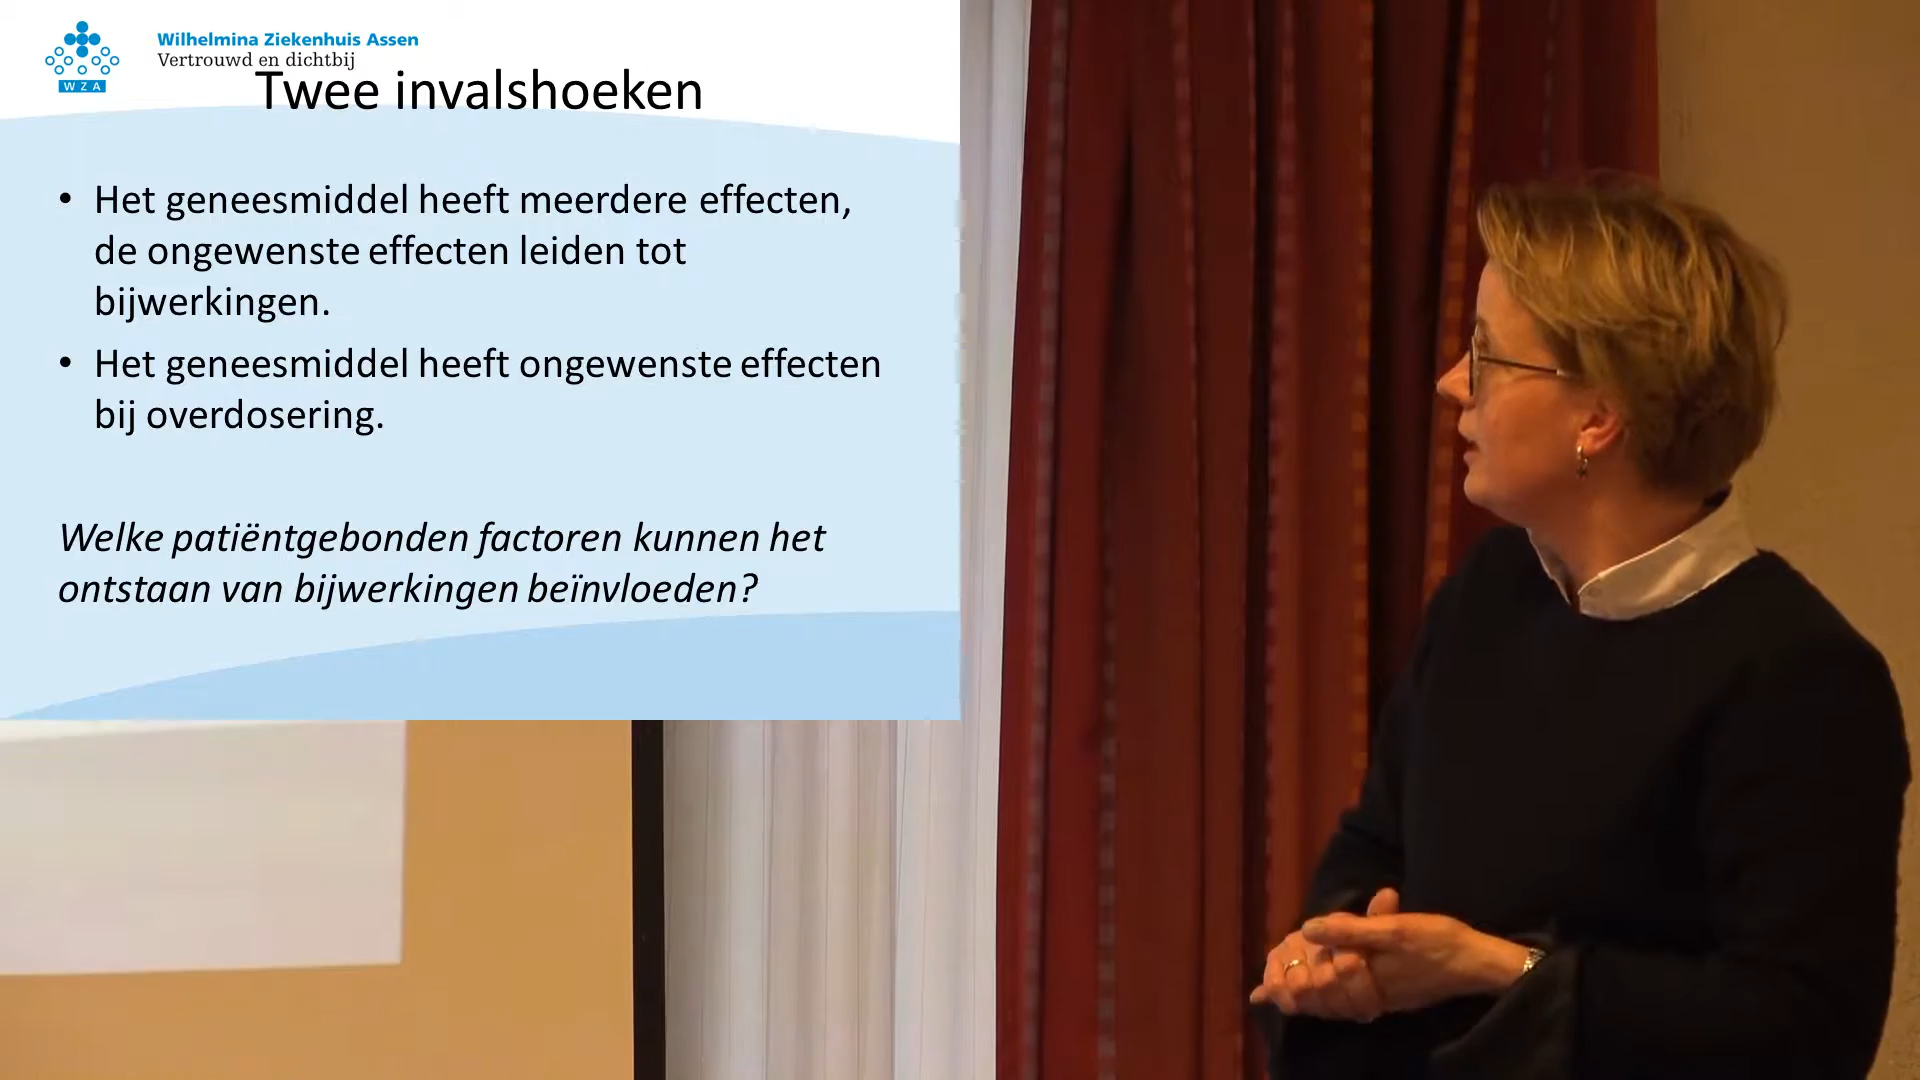 Wilhelmina Ziekenhuis Assen
Vertrouwd en dichtbij
W Z A
Twee invalshoeken
• Het geneesmiddel heeft meerdere effecten,
de ongewenste effecten leiden tot
bijwerkingen.
• Het geneesmiddel heeft ongewenste effecten
bij overdosering.
Welke patiëntgebonden factoren kunnen het
ontstaan van bijwerkingen beïnvloeden?